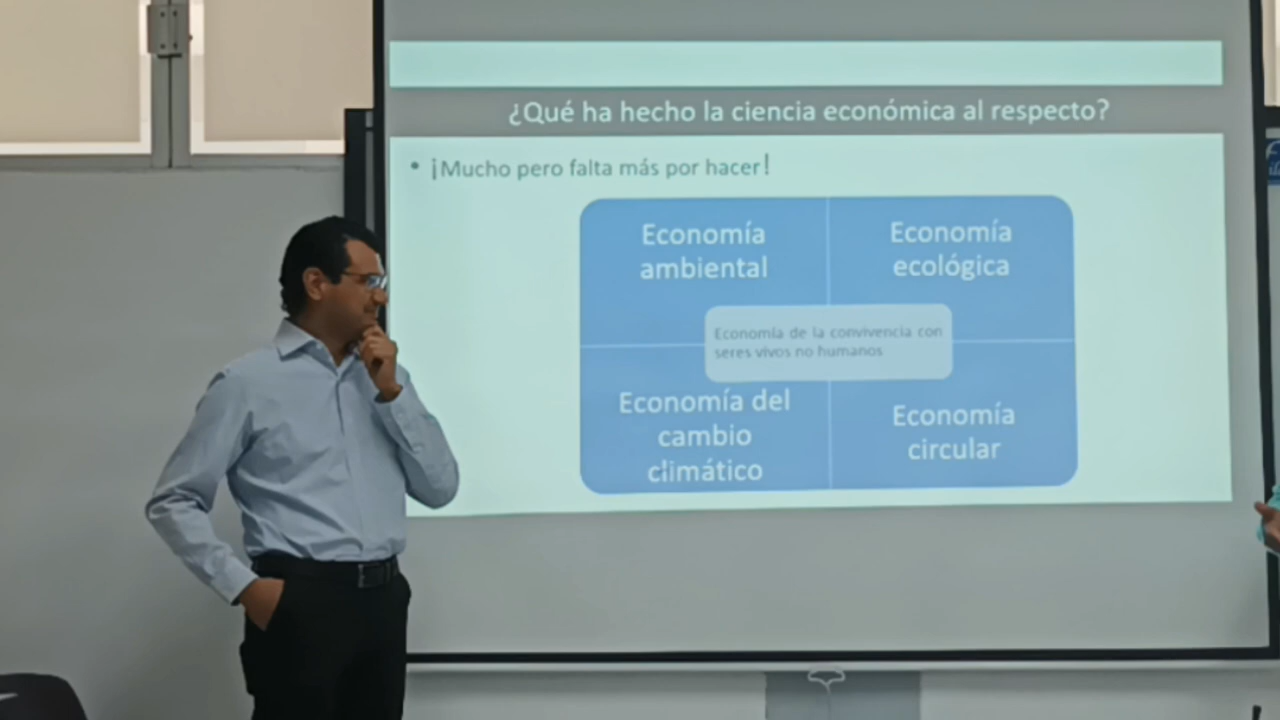 ¿Qué ha hecho la ciencia económica al respecto?
• ¡Mucho pero falta más por hacer!
Economía
ambiental
Economía
ecológica
Economía de la convivencia con
seres vivos no humanos
Economía del
cambio
climático
Economía
circular